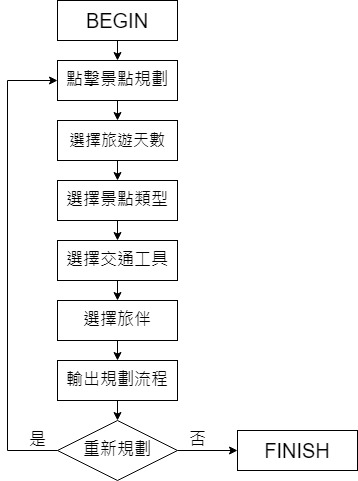 BEGIN
點擊景點規劃
選擇旅遊天數
選擇景點類型
選擇交通工具
選擇旅伴
輸出規劃流程
是
重新規劃
否
FINISH